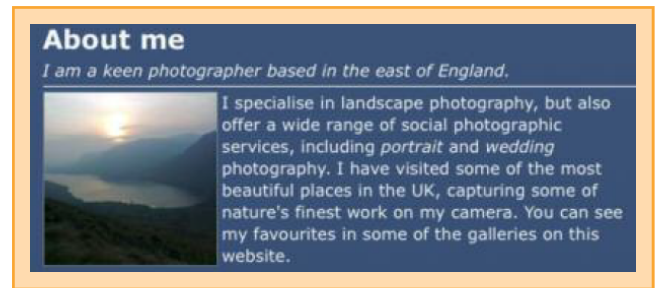 About me
I am a keen photographer based in the east of England.
I specialise in landscape photography, but also
offer a wide range of social photographic
services, including portrait and wedding
photography. I have visited some of the most
beautiful places in the UK, capturing some of
nature's finest work on my camera. You can see
my favourites in some of the galleries on this
website.